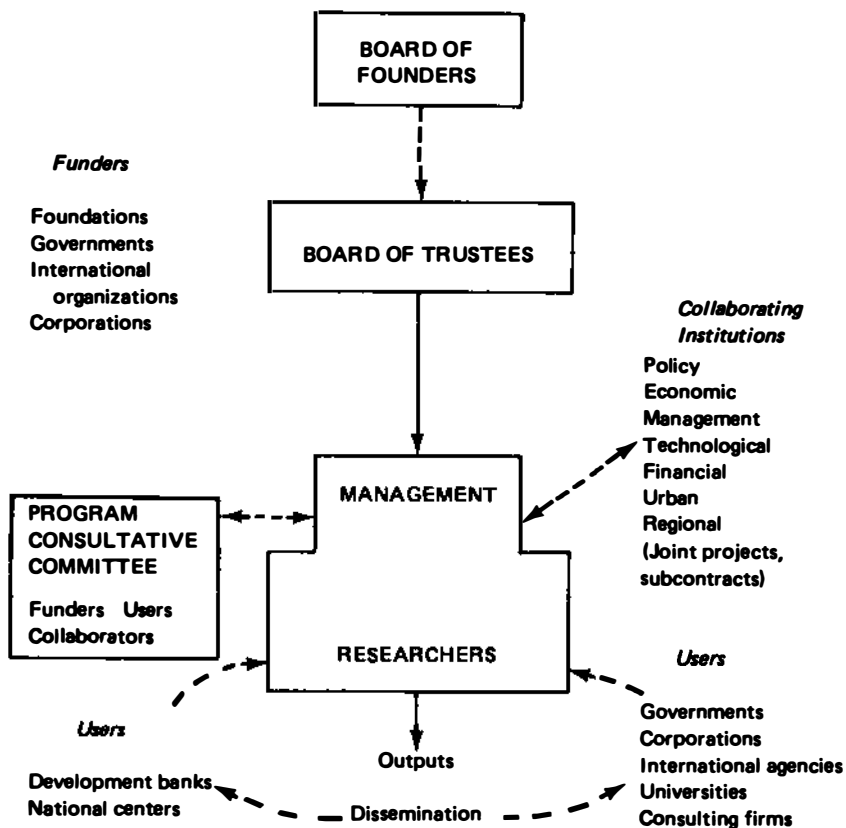 BOARD OF
FOUNDERS
Funders
Foundations
Governments
International
organizations
Corporations
BOARD OF TRUSTEES
Collaborating
Institutions
Policy
Economic
Management
Technological
Financial
Urban
Regional
(Joint projects,
subcontracts)
MANAGEMENT
PROGRAM
CONSULTATIVE
COMMITTEE
Funders Users
Collaborators
RESEARCHERS
Users
Development banks
National centers
Users
Governments
Corporations
International agencies
Universities
Consulting firms
Outputs
Dissemination